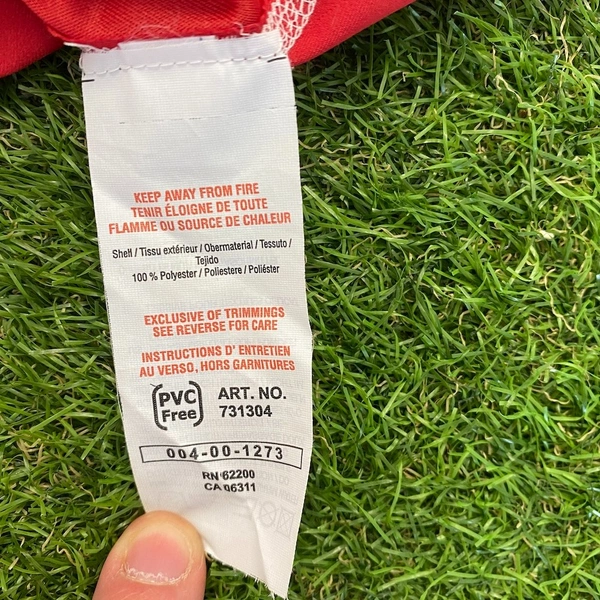 KEEP AWAY FROM FIRE
TENIR ÉLOIGNE DE TOUTE
FLAMME OU SOURCE DE CHALEUR
Shell / Tissu extérieur / Obermaterial / Tessuto /
Tejido
100 % Polyester / Poliestere / Poliéster
EXCLUSIVE OF TRIMMINGS
SEE REVERSE FOR CARE
INSTRUCTIONS D' ENTRETIEN
AU VERSO, HORS GARNITURES
PVC
Free
ART. NO.
731304
004-00-1273
RN 62200
CA 06311